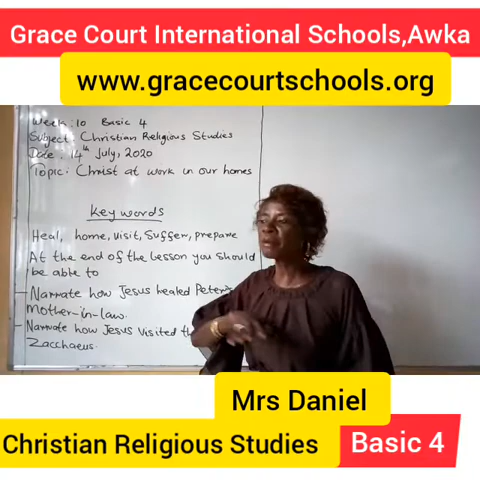 Grace Court International Schools,Awka
www.gracecourtschools.org
Week: 10 Basic 4
Subject: Christian Religious Studies
Date: 14th July, 2020
Topic: Christ at work in our homes
Key words
Heal, home, visit, Suffer, prepare
At the end of the lesson you should
be able to
- Narrate how Jesus healed Peter's
mother-in-law.
- Narrate how Jesus visited
Zacchaeus.
Mrs Daniel
Christian Religious Studies
Basic 4